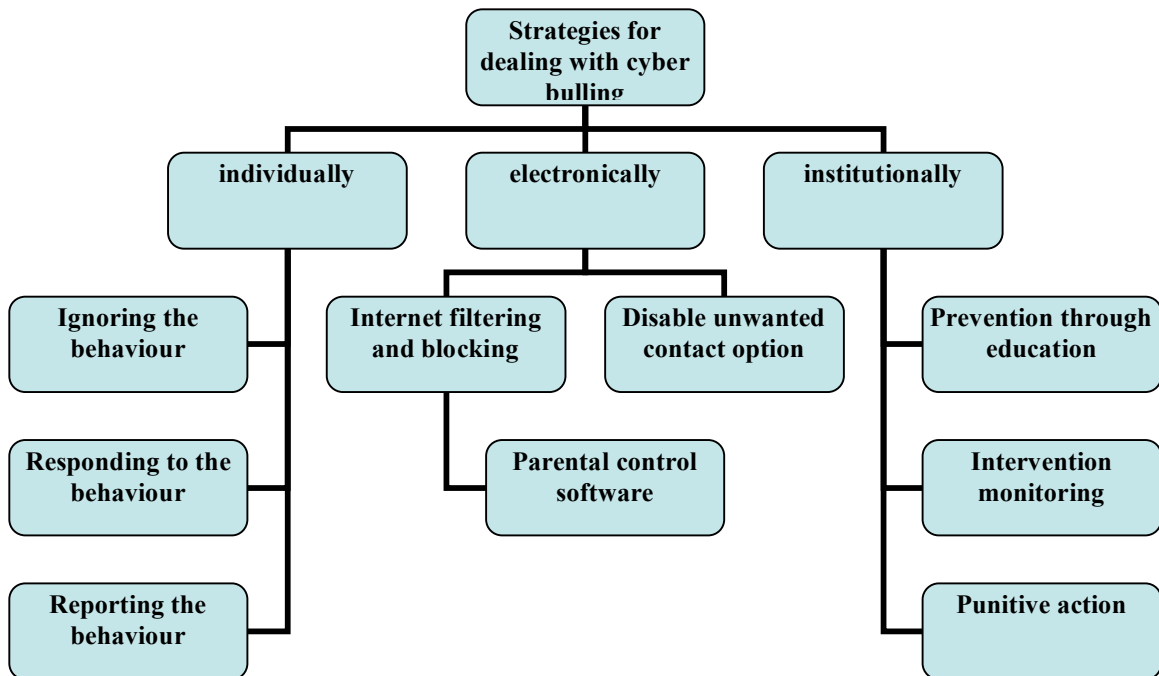 Strategies for
dealing with cyber
bulling
individually
electronically
institutionally
Ignoring the
behaviour
Internet filtering
and blocking
Disable unwanted
contact option
Prevention through
education
Responding to the
behaviour
Parental control
software
Intervention
monitoring
Reporting the
behaviour
Punitive action